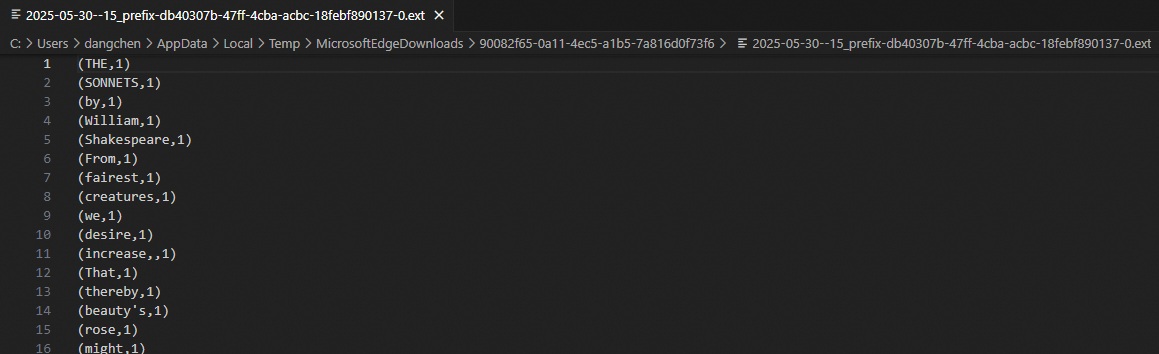 2025-05-30--15_prefix-db40307b-47ff-4cba-acbc-18febf890137-0.ext ×
C: > Users > dangchen > AppData > Local > Temp > MicrosoftEdgeDownloads > 90082f65-0a11-4ec5-a1b5-7a816d0f73f6 > 2025-05-30--15_prefix-db40307b-47ff-4cba-acbc-18febf890137-0.ext
1 (THE,1)
2 (SONNETS,1)
3 (by,1)
4 (William,1)
5 (Shakespeare,1)
6 (From,1)
7 (fairest,1)
8 (creatures,1)
9 (we,1)
10 (desire,1)
11 (increase,,1)
12 (That,1)
13 (thereby,1)
14 (beauty's,1)
15 (rose,1)
16 (might,1)